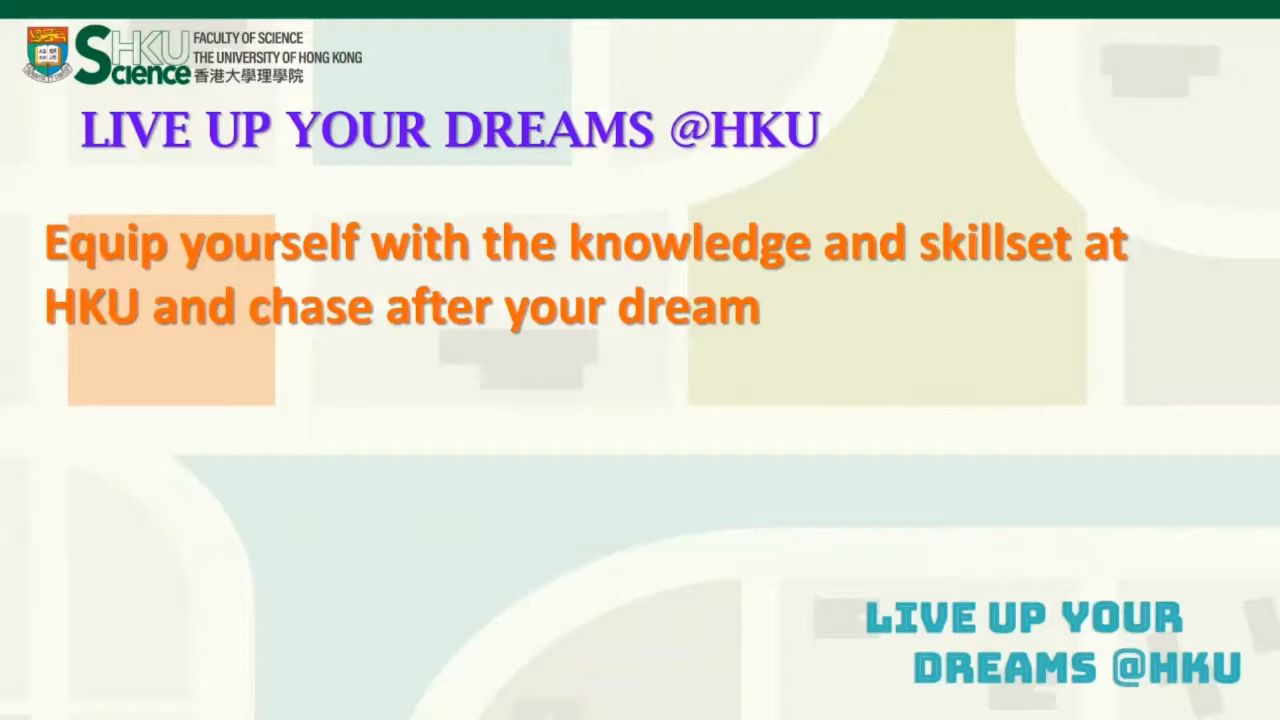 SHKU
Science
FACULTY OF SCIENCE
THE UNIVERSITY OF HONG KONG
香港大學理學院
LIVE UP YOUR DREAMS @HKU
Equip yourself with the knowledge and skillset at
HKU and chase after your dream
LIVE UP YOUR
DREAMS @HKU